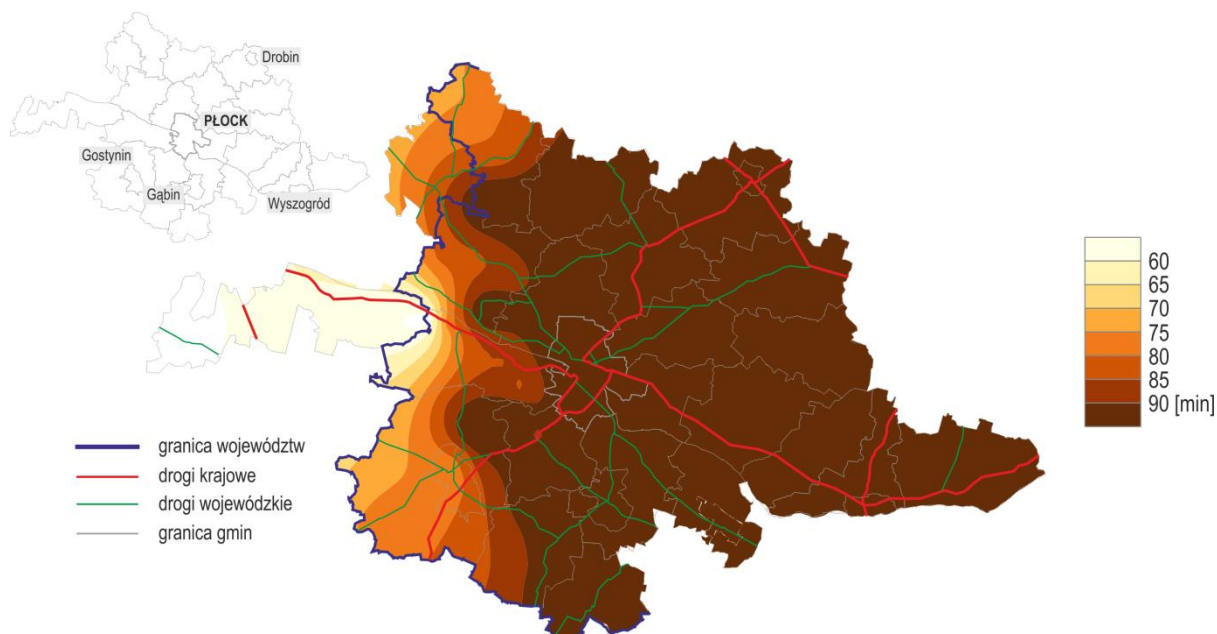 Drobin
PŁOCK
Gostynin
Gąbin
Wyszogród
60
65
70
75
80
85
90 [min]
granica województw
drogi krajowe
drogi wojewódzkie
granica gmin